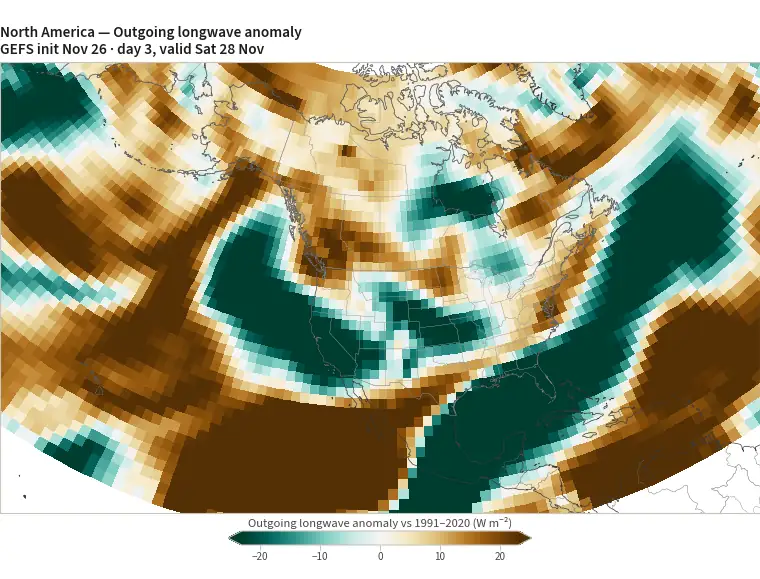 North America — Outgoing longwave anomaly
GEFS init Nov 26 · day 3, valid Sat 28 Nov
Outgoing longwave anomaly vs 1991–2020 (W m⁻²)
−20 −10 0 10 20